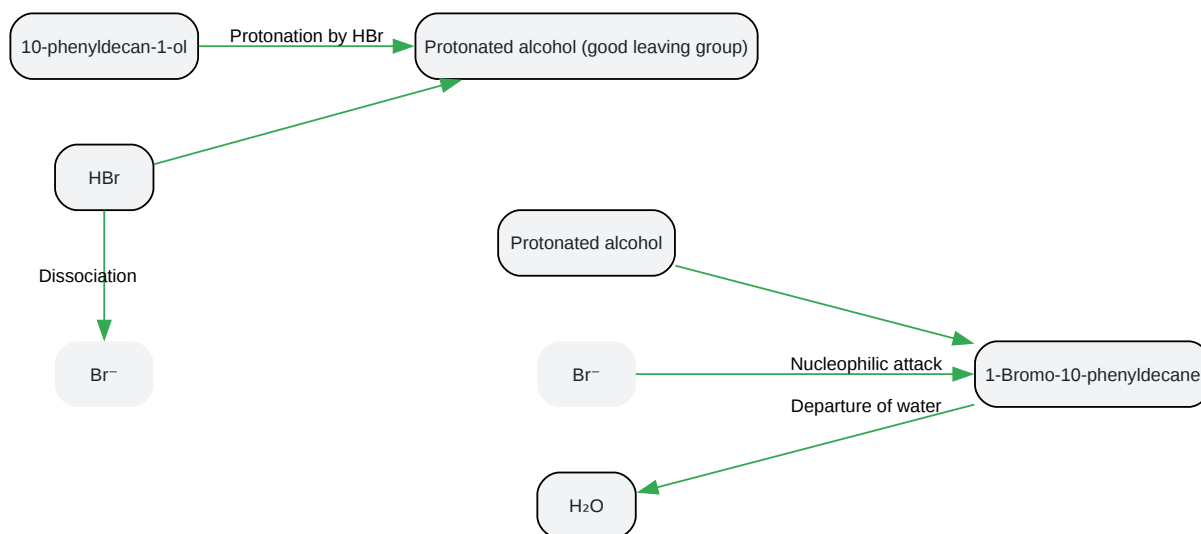 10-phenyldecan-1-ol
Protonation by HBr
Protonated alcohol (good leaving group)
HBr
Dissociation
Br⁻
Protonated alcohol
Br⁻
Nucleophilic attack
1-Bromo-10-phenyldecane
Departure of water
H₂O